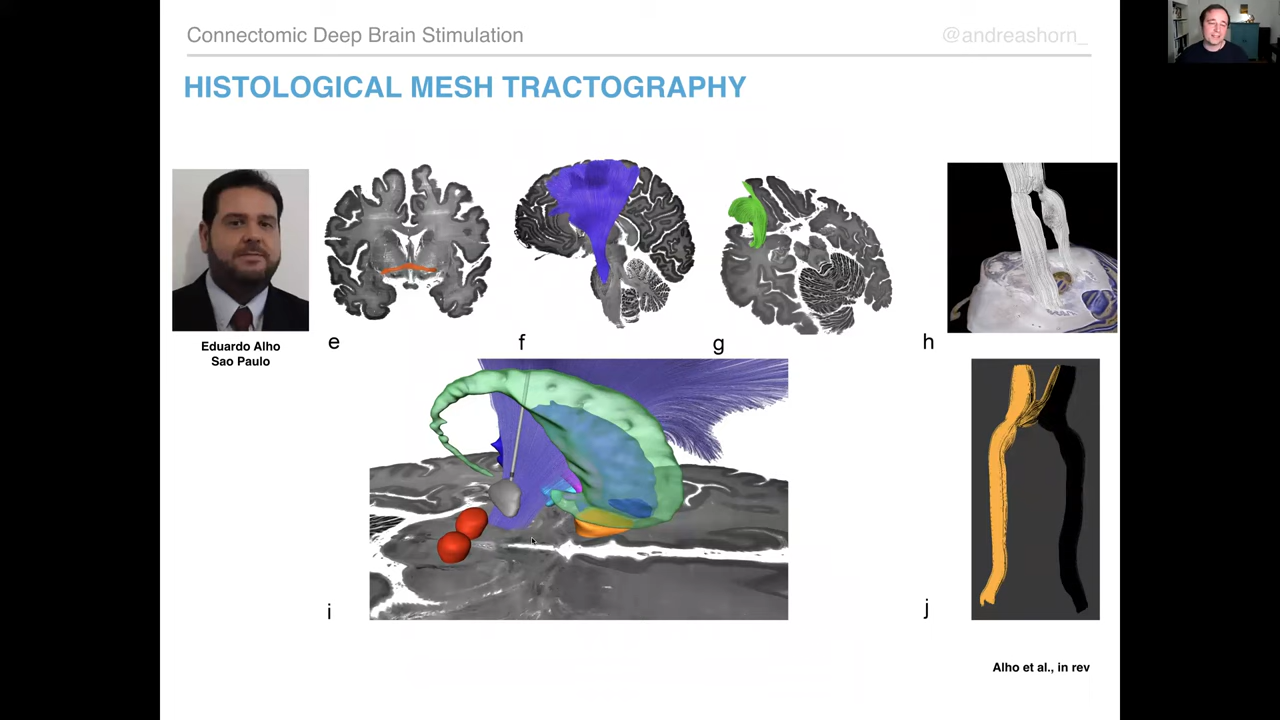 Connectomic Deep Brain Stimulation
@andreashorn_
HISTOLOGICAL MESH TRACTOGRAPHY
Eduardo Alho
Sao Paulo
e
f
g
h
i
j
Alho et al., in rev